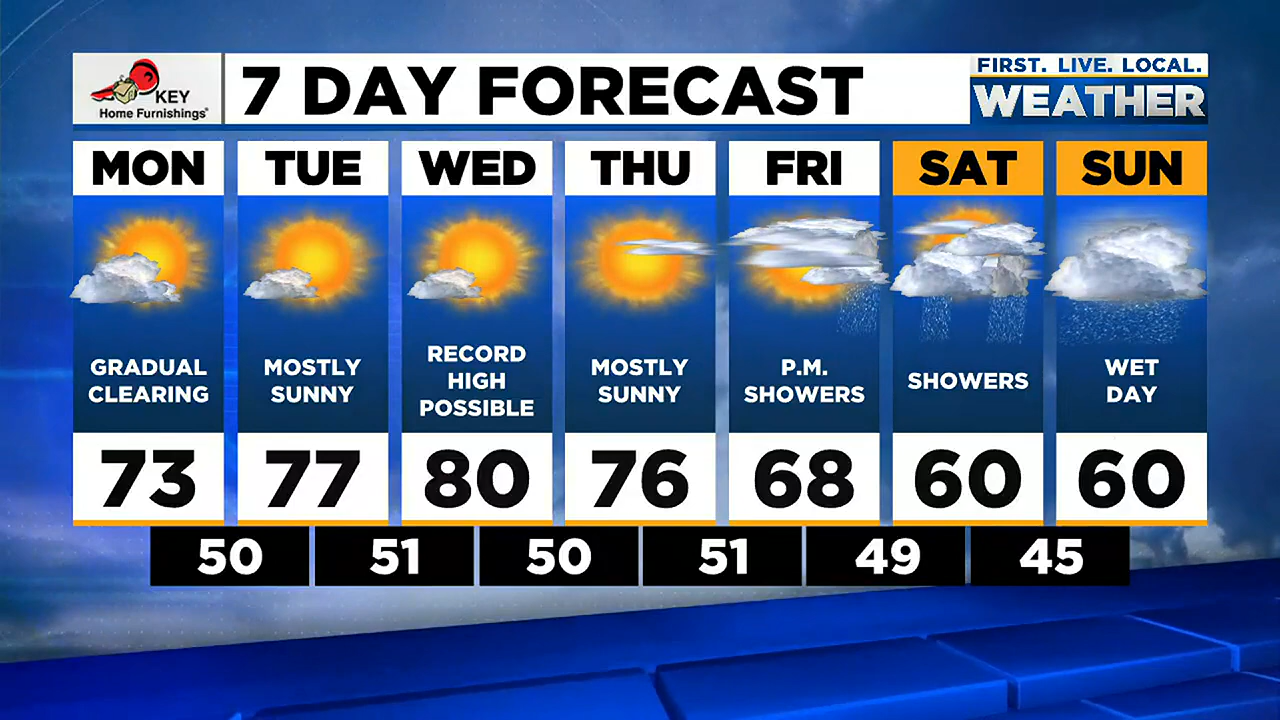 KEY
Home Furnishings®
7 DAY FORECAST
FIRST. LIVE. LOCAL.
WEATHER
MON
TUE
WED
THU
FRI
SAT
SUN
GRADUAL
CLEARING
MOSTLY
SUNNY
RECORD
HIGH
POSSIBLE
MOSTLY
SUNNY
P.M.
SHOWERS
SHOWERS
WET
DAY
73
77
80
76
68
60
60
50
51
50
51
49
45